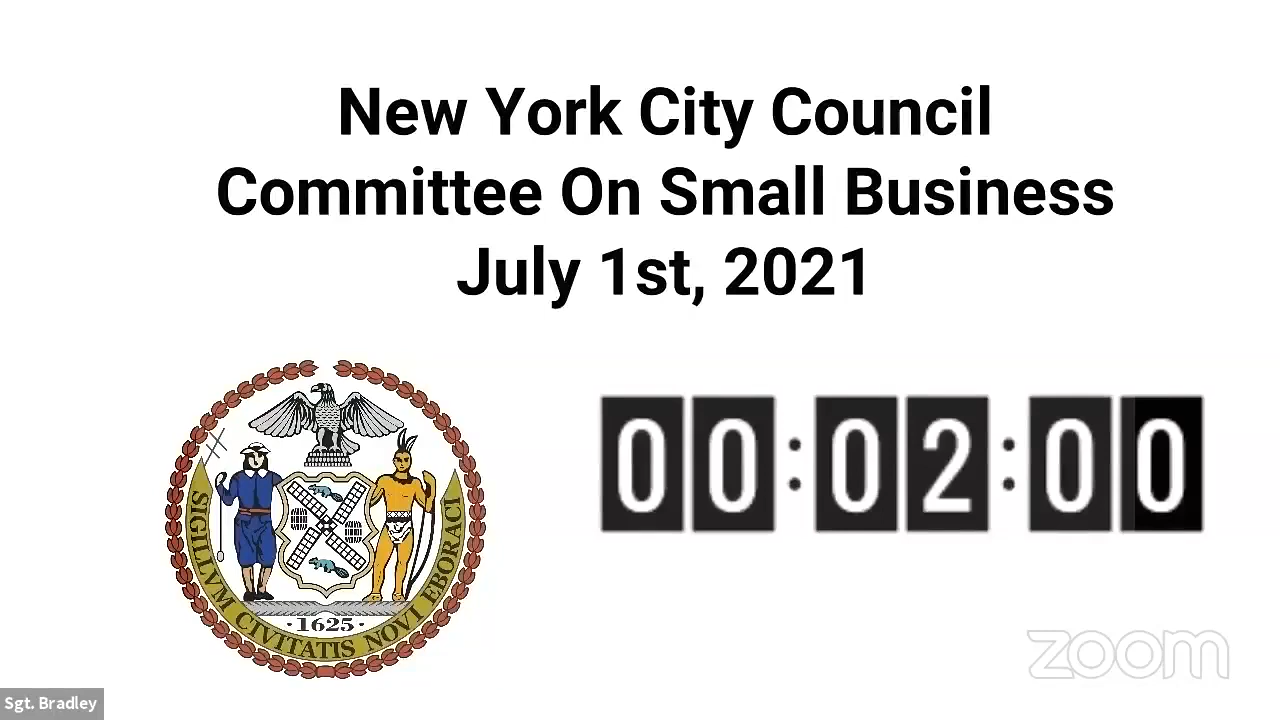 New York City Council
Committee On Small Business
July 1st, 2021
00:02:00
SIGILLVM CIVITATIS NOVI EBORACI
·1625·
zoom
Sgt. Bradley